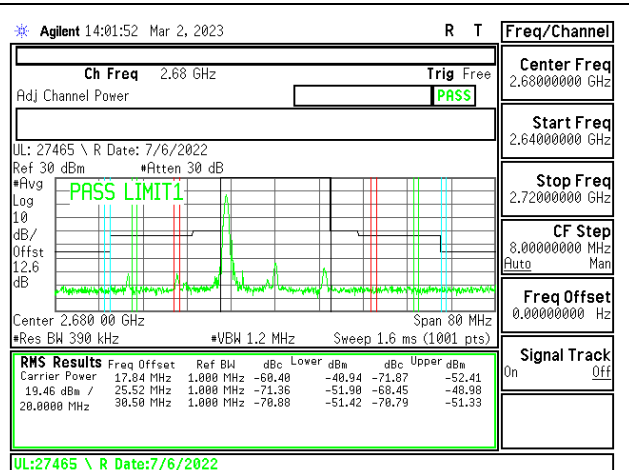 Agilent 14:01:52 Mar 2, 2023 R T
Freq/Channel
Ch Freq 2.68 GHz Trig Free
Adj Channel Power PASS
UL: 27465 \ R Date: 7/6/2022
Ref 30 dBm #Atten 30 dB
#Avg
Log
10
dB/
Offst
12.6
dB
PASS LIMIT1
Center 2.680 00 GHz Span 80 MHz
#Res BW 390 kHz #VBW 1.2 MHz Sweep 1.6 ms (1001 pts)
RMS Results Freq Offset Ref BW dBc Lower dBm dBc Upper dBm
Carrier Power 17.84 MHz 1.000 MHz -60.40 -40.94 -71.87 -52.41
19.46 dBm / 25.52 MHz 1.000 MHz -71.36 -51.90 -68.45 -48.98
20.0000 MHz 30.50 MHz 1.000 MHz -70.88 -51.42 -70.79 -51.33
UL:27465 \ R Date:7/6/2022
Center Freq
2.68000000 GHz
Start Freq
2.64000000 GHz
Stop Freq
2.72000000 GHz
CF Step
8.00000000 MHz
Auto Man
Freq Offset
0.00000000 Hz
Signal Track
On Off